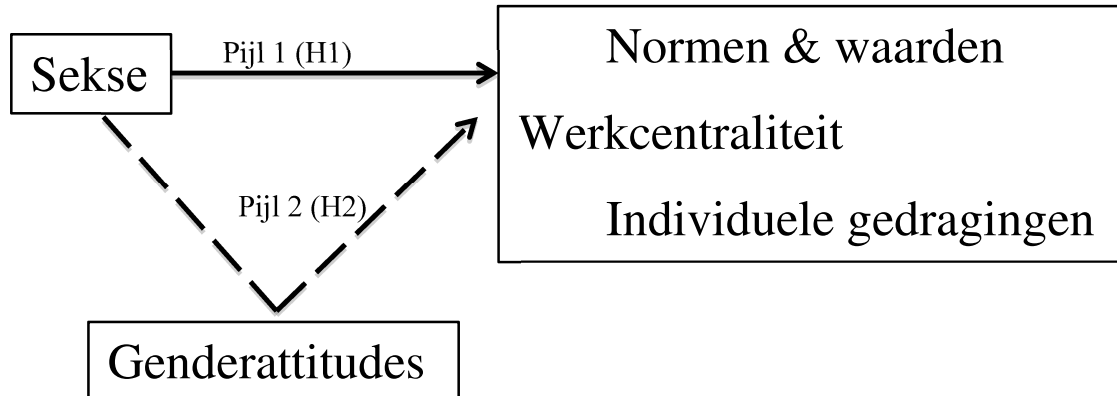 Sekse
Pijl 1 (H1)
Normen & waarden
Werkcentraliteit
Individuele gedragingen
Pijl 2 (H2)
Genderattitudes